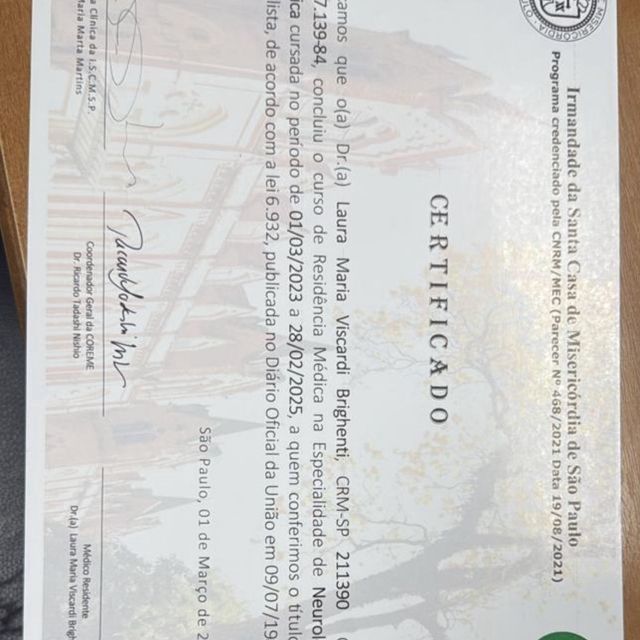 Irmandade da Santa Casa de Misericórdia de São Paulo
Programa credenciado pela CNRM/MEC (Parecer Nº 468/2021 Data 19/08/2021)
CERTIFICADO
camos que o(a) Dr.(a) Laura Maria Viscardi Brighenti, CRM-SP 211390
7.139-84, concluiu o curso de Residência Médica na Especialidade de Neurol
ica cursada no período de 01/03/2023 a 28/02/2025, a quem conferimos o título
lista, de acordo com a lei 6.932, publicada no Diário Oficial da União em 09/07/19
São Paulo, 01 de Março de 2
a Clínica da I.S.C.M.S.P.
Maria Marta Martins
Coordenador Geral da COREME
Dr. Ricardo Tadashi Nishio
Médico Residente
Dr.(a) Laura Maria Viscardi Brigh